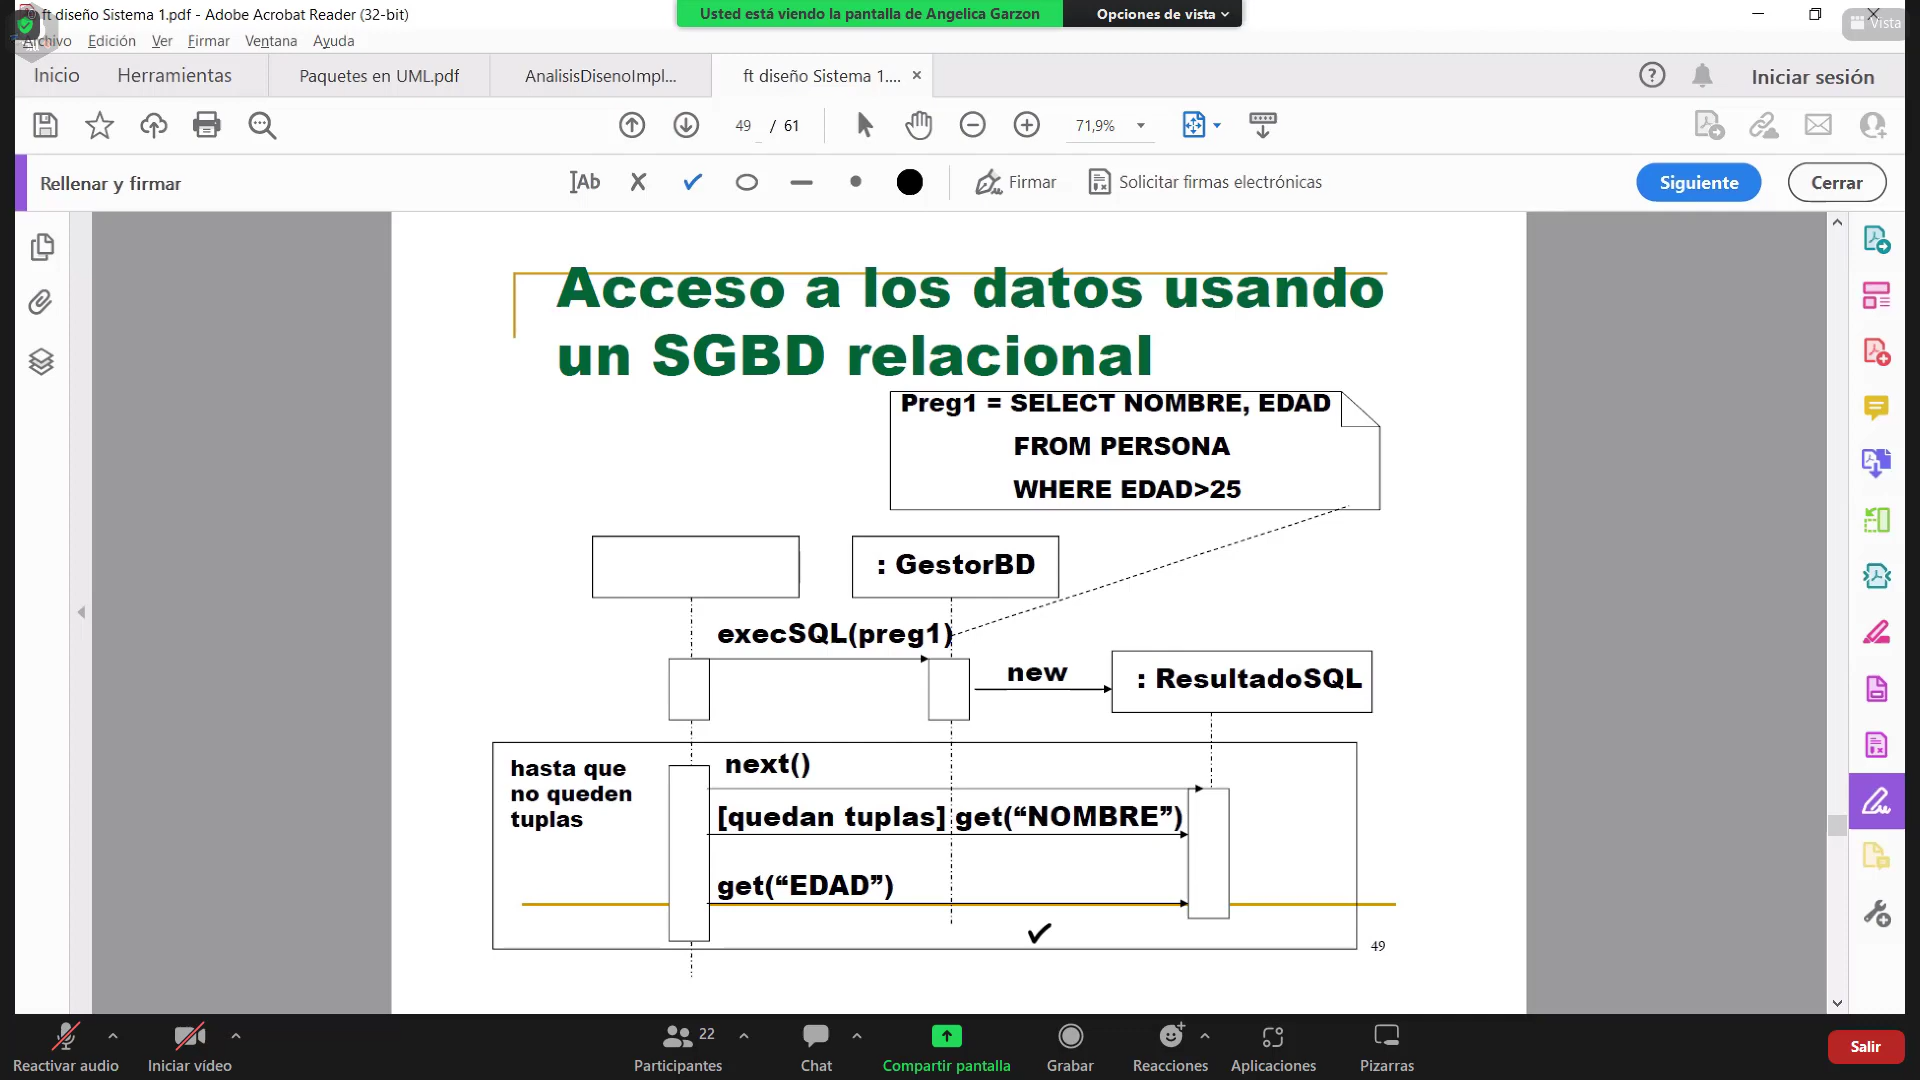 ft diseño Sistema 1.pdf - Adobe Acrobat Reader (32-bit)
Usted está viendo la pantalla de Angelica Garzon
Opciones de vista
Vista
Archivo Edición Ver Firmar Ventana Ayuda
Inicio Herramientas Paquetes en UML.pdf AnalisisDisenoImpl... ft diseño Sistema 1.... Iniciar sesión
49 / 61 71,9%
Rellenar y firmar
Ab Firmar Solicitar firmas electrónicas Siguiente Cerrar
Acceso a los datos usando
un SGBD relacional
Preg1 = SELECT NOMBRE, EDAD
FROM PERSONA
WHERE EDAD>25
: GestorBD
execSQL(preg1)
new
: ResultadoSQL
hasta que
no queden
tuplas
next()
[quedan tuplas] get(“NOMBRE”)
get(“EDAD”)
49
Reactivar audio Iniciar vídeo Participantes 22 Chat Compartir pantalla Grabar Reacciones Aplicaciones Pizarras Salir